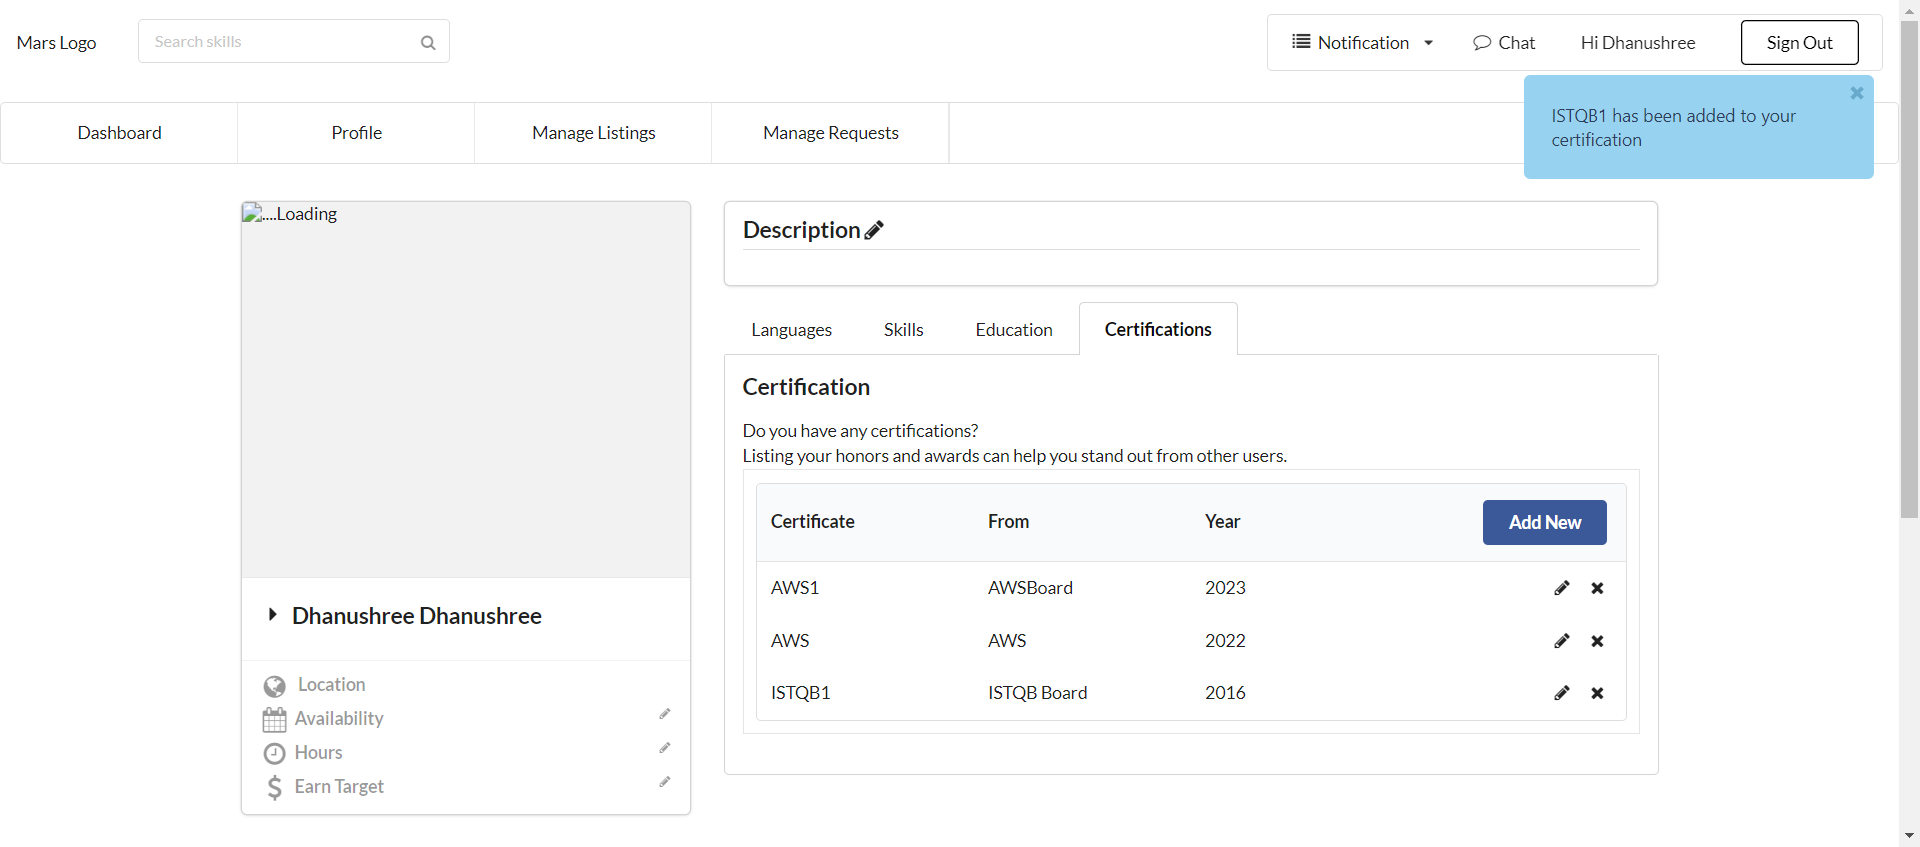 Mars Logo
Search skills
Notification
Chat
Hi Dhanushree
Sign Out
ISTQB1 has been added to your
certification
Dashboard
Profile
Manage Listings
Manage Requests
....Loading
Dhanushree Dhanushree
Location
Availability
Hours
Earn Target
Description
Languages
Skills
Education
Certifications
Certification
Do you have any certifications?
Listing your honors and awards can help you stand out from other users.
Certificate From Year Add New
AWS1 AWSBoard 2023
AWS AWS 2022
ISTQB1 ISTQB Board 2016